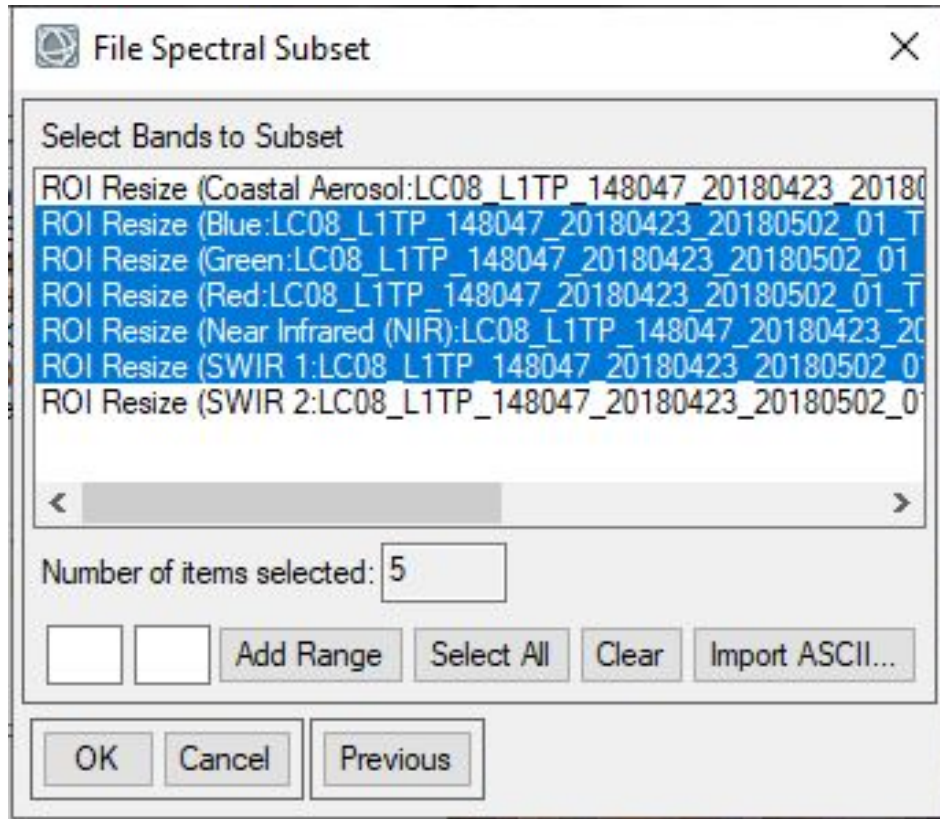 File Spectral Subset
Select Bands to Subset
ROI Resize (Coastal Aerosol:LC08_L1TP_148047_20180423_20180
ROI Resize (Blue:LC08_L1TP_148047_20180423_20180502_01_T
ROI Resize (Green:LC08_L1TP_148047_20180423_20180502_01_
ROI Resize (Red:LC08_L1TP_148047_20180423_20180502_01_T
ROI Resize (Near Infrared (NIR):LC08_L1TP_148047_20180423_20
ROI Resize (SWIR 1:LC08_L1TP_148047_20180423_20180502_01
ROI Resize (SWIR 2:LC08_L1TP_148047_20180423_20180502_01
Number of items selected: 5
Add Range Select All Clear Import ASCII...
OK Cancel Previous